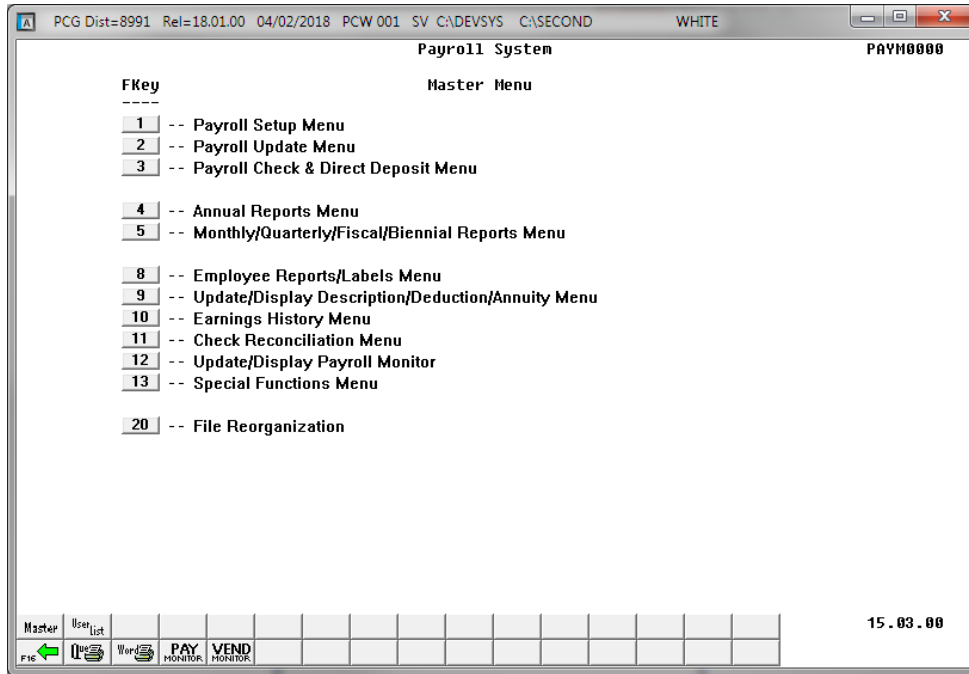 A PCG Dist=8991 Rel=18.01.00 04/02/2018 PCW 001 SV C:\DEVSYS C:\SECOND WHITE
Payroll System PAYM0000
FKey Master Menu
----
1 -- Payroll Setup Menu
2 -- Payroll Update Menu
3 -- Payroll Check & Direct Deposit Menu
4 -- Annual Reports Menu
5 -- Monthly/Quarterly/Fiscal/Biennial Reports Menu
8 -- Employee Reports/Labels Menu
9 -- Update/Display Description/Deduction/Annuity Menu
10 -- Earnings History Menu
11 -- Check Reconciliation Menu
12 -- Update/Display Payroll Monitor
13 -- Special Functions Menu
20 -- File Reorganization
Master User List 15.03.00
F16 Que Word PAY MONITOR VEND MONITOR